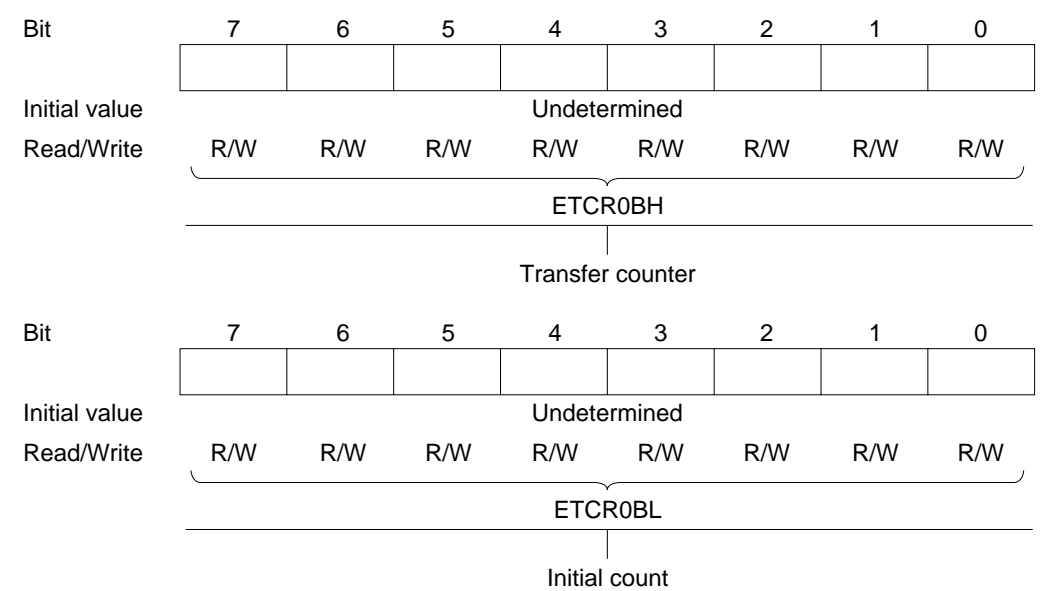 Bit 7 6 5 4 3 2 1 0
Initial value Undetermined
Read/Write R/W R/W R/W R/W R/W R/W R/W R/W
ETCR0BH
Transfer counter
Bit 7 6 5 4 3 2 1 0
Initial value Undetermined
Read/Write R/W R/W R/W R/W R/W R/W R/W R/W
ETCR0BL
Initial count